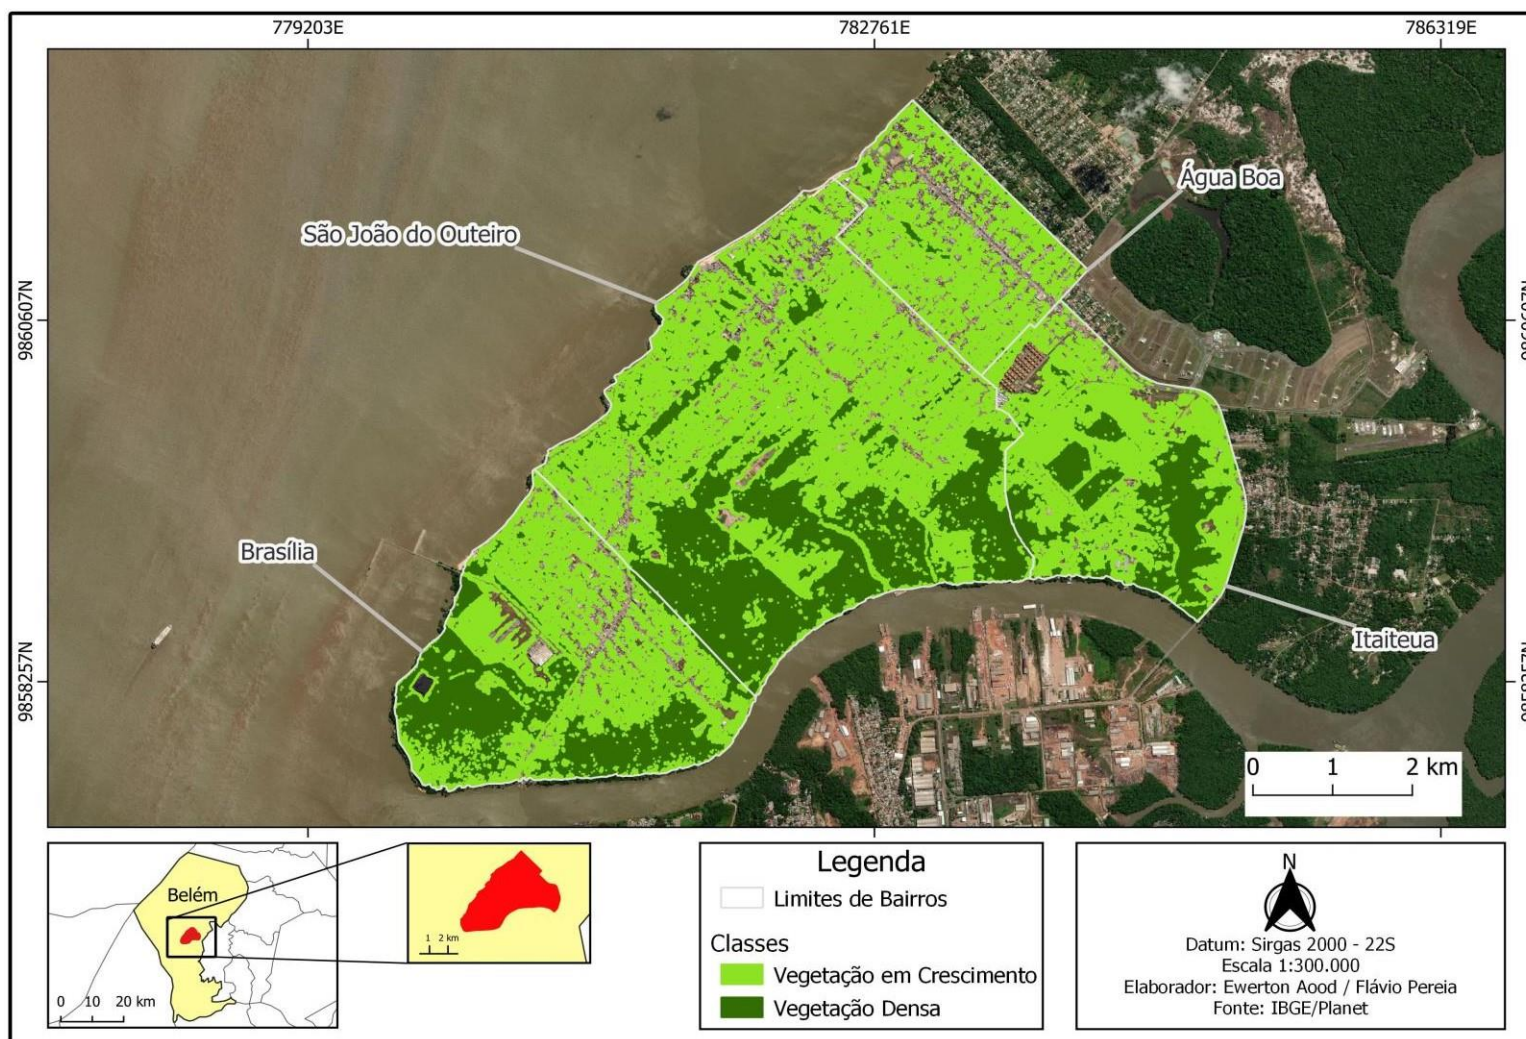 779203E
782761E
786319E
Água Boa
São João do Outeiro
9860607N
Brasília
Itaiteua
9858257N
0 1 2 km
Belém
0 10 20 km
1 2 km
Legenda
Limites de Bairros
Classes
Vegetação em Crescimento
Vegetação Densa
N
Datum: Sirgas 2000 - 22S
Escala 1:300.000
Elaborador: Ewerton Aood / Flávio Pereia
Fonte: IBGE/Planet